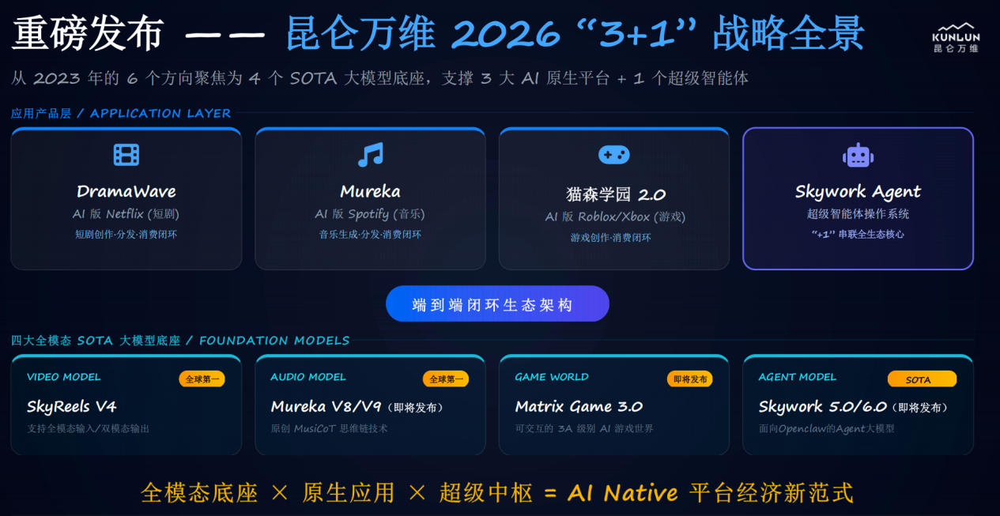 重磅发布 —— 昆仑万维 2026 “3+1” 战略全景
KUNLUN
昆仑万维
从 2023 年的 6 个方向聚焦为 4 个 SOTA 大模型底座，支撑 3 大 AI 原生平台 + 1 个超级智能体
应用产品层 / APPLICATION LAYER
DramaWave
AI 版 Netflix (短剧)
短剧创作·分发·消费闭环
Mureka
AI 版 Spotify (音乐)
音乐生成·分发·消费闭环
猫森学园 2.0
AI 版 Roblox/Xbox (游戏)
游戏创作·消费闭环
Skywork Agent
超级智能体操作系统
“+1” 串联全生态核心
端到端闭环生态架构
四大全模态 SOTA 大模型底座 / FOUNDATION MODELS
VIDEO MODEL
全球第一
SkyReels V4
支持全模态输入/双模态输出
AUDIO MODEL
全球第一
Mureka V8/V9（即将发布）
原创 MusiCoT 思维链技术
GAME WORLD
即将发布
Matrix Game 3.0
可交互的 3A 级别 AI 游戏世界
AGENT MODEL
SOTA
Skywork 5.0/6.0（即将发布）
面向Openclaw的Agent大模型
全模态底座 × 原生应用 × 超级中枢 = AI Native 平台经济新范式